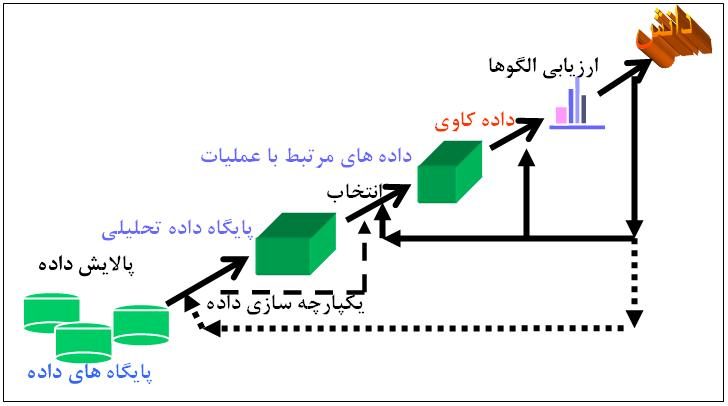 دانش
ارزیابی الگوها
داده کاوی
داده های مرتبط با عملیات
انتخاب
پایگاه داده تحلیلی
پالایش داده
یکپارچه سازی داده
پایگاه های داده